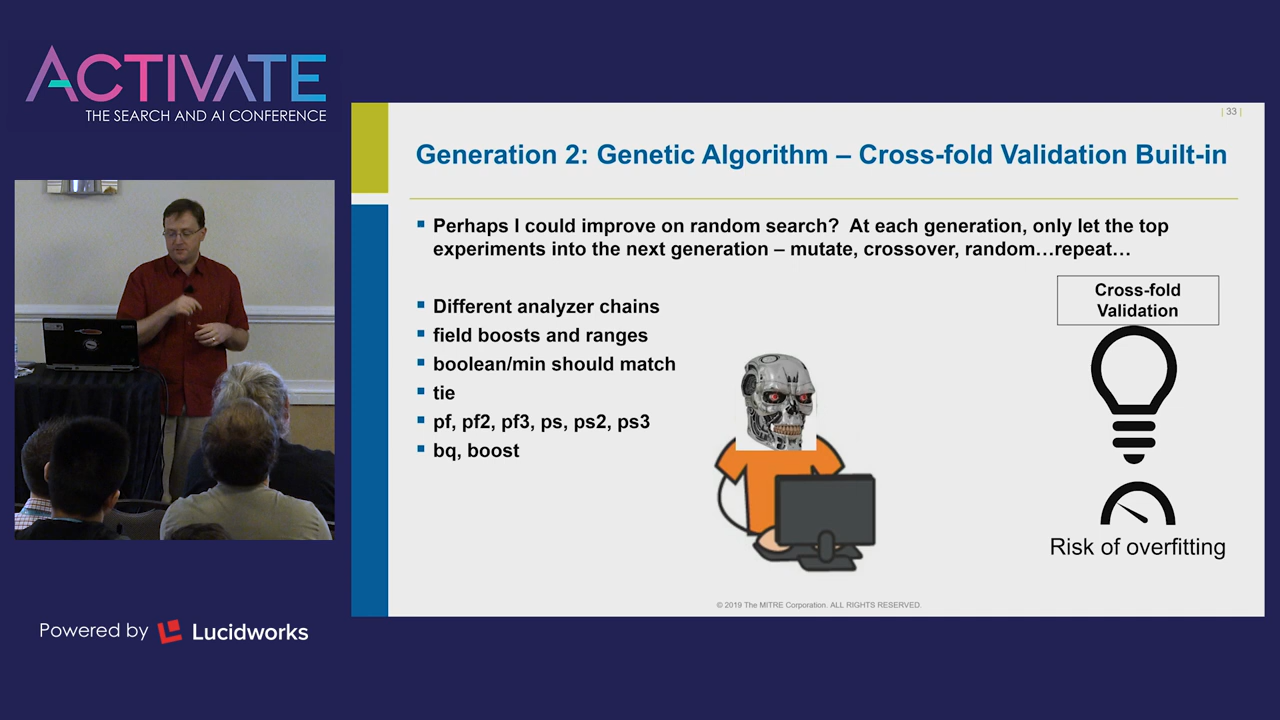 ACTIVATE
THE SEARCH AND AI CONFERENCE
| 33 |
Generation 2: Genetic Algorithm – Cross-fold Validation Built-in
▪ Perhaps I could improve on random search? At each generation, only let the top
experiments into the next generation – mutate, crossover, random…repeat…
▪ Different analyzer chains
▪ field boosts and ranges
▪ boolean/min should match
▪ tie
▪ pf, pf2, pf3, ps, ps2, ps3
▪ bq, boost
Cross-fold
Validation
Risk of overfitting
© 2019 The MITRE Corporation. ALL RIGHTS RESERVED.
Powered by Lucidworks